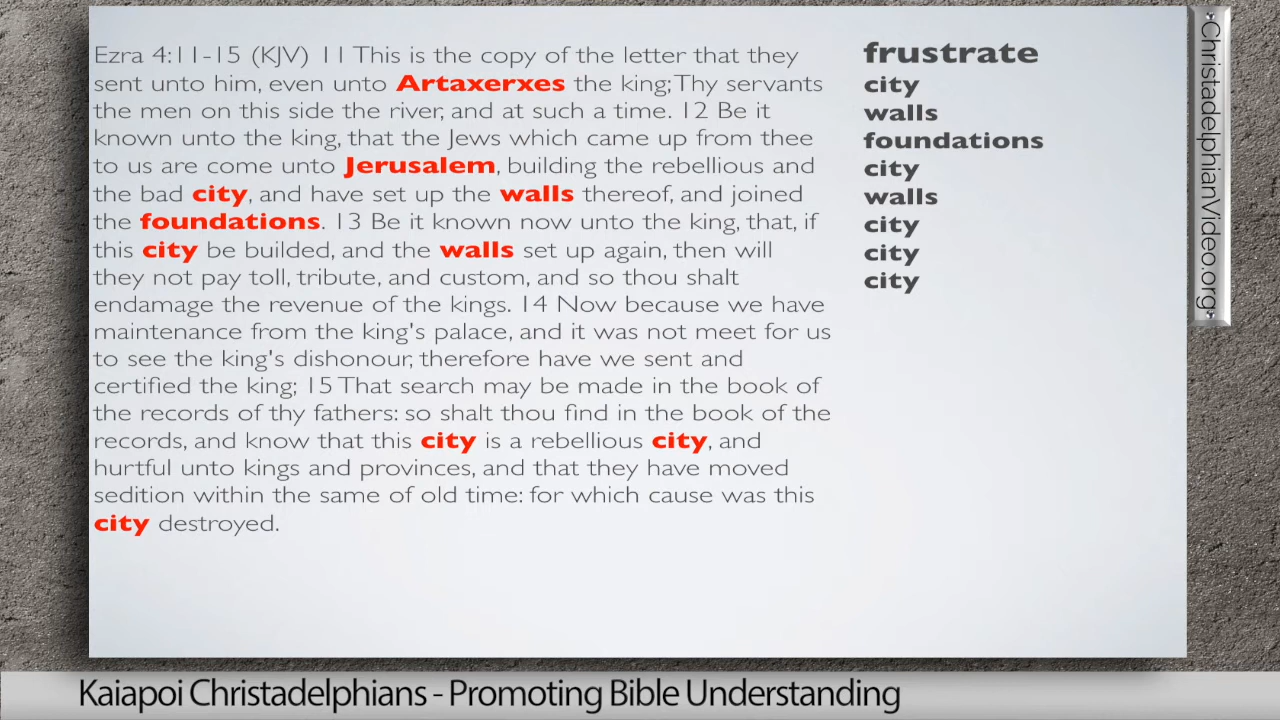 Ezra 4:11-15 (KJV) 11 This is the copy of the letter that they
sent unto him, even unto Artaxerxes the king; Thy servants
the men on this side the river, and at such a time. 12 Be it
known unto the king, that the Jews which came up from thee
to us are come unto Jerusalem, building the rebellious and
the bad city, and have set up the walls thereof, and joined
the foundations. 13 Be it known now unto the king, that, if
this city be builded, and the walls set up again, then will
they not pay toll, tribute, and custom, and so thou shalt
endamage the revenue of the kings. 14 Now because we have
maintenance from the king's palace, and it was not meet for us
to see the king's dishonour, therefore have we sent and
certified the king; 15 That search may be made in the book of
the records of thy fathers: so shalt thou find in the book of the
records, and know that this city is a rebellious city, and
hurtful unto kings and provinces, and that they have moved
sedition within the same of old time: for which cause was this
city destroyed.
frustrate
city
walls
foundations
city
walls
city
city
city
ChristadelphianVideo.org
Kaiapoi Christadelphians - Promoting Bible Understanding